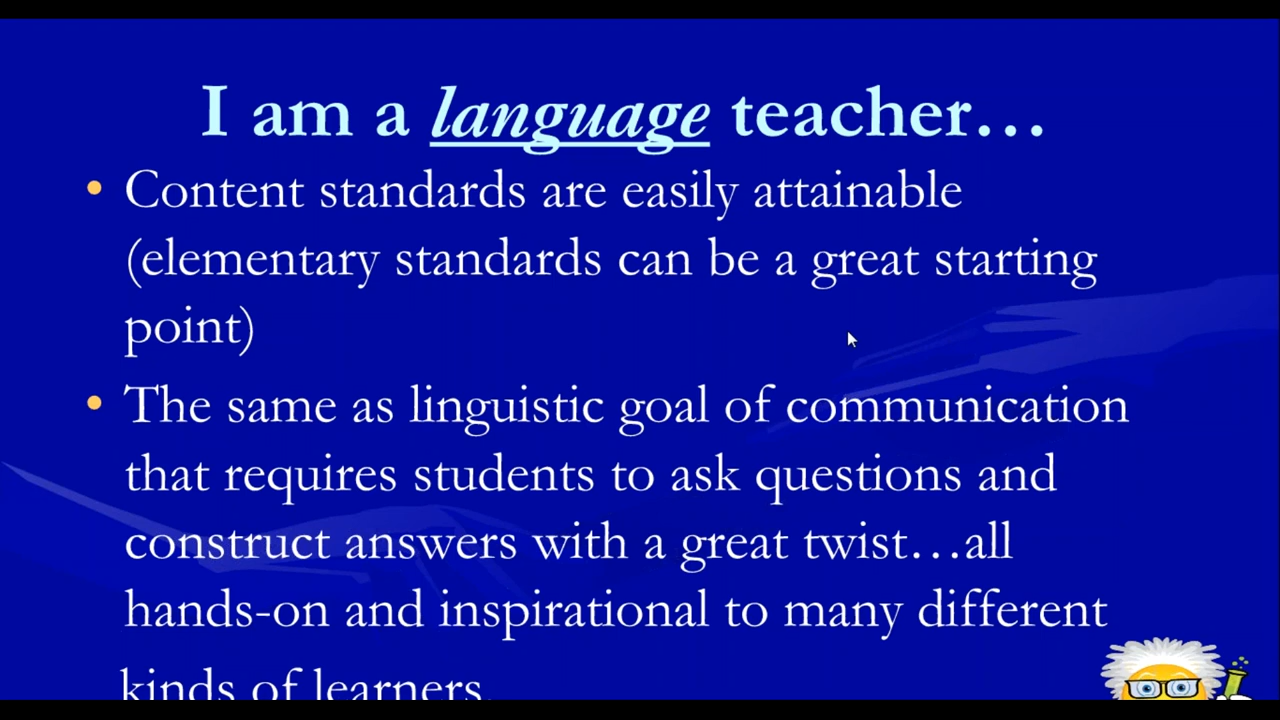 I am a language teacher…
• Content standards are easily attainable
(elementary standards can be a great starting
point)
• The same as linguistic goal of communication
that requires students to ask questions and
construct answers with a great twist…all
hands-on and inspirational to many different
kinds of learners.